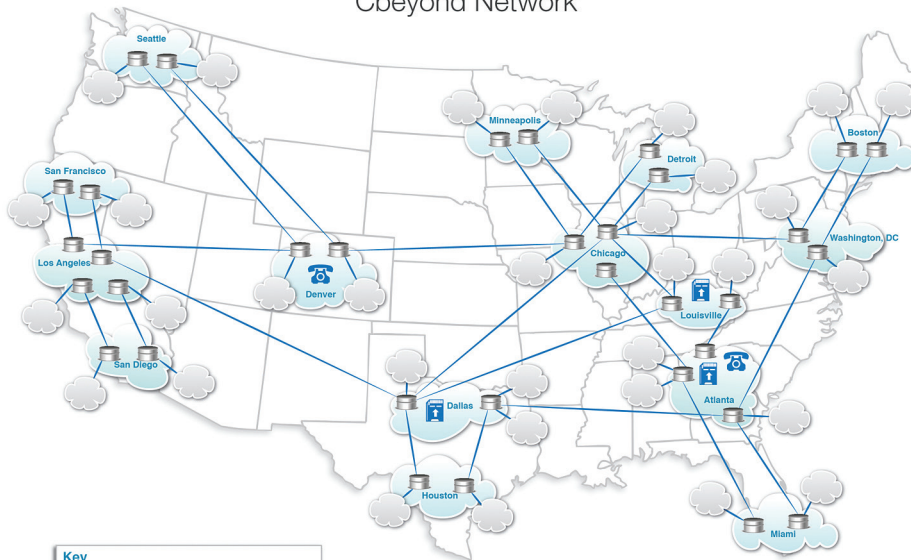 Cbeyond Network
Seattle
Minneapolis
Boston
Detroit
San Francisco
Washington, DC
Chicago
Los Angeles
Denver
Louisville
San Diego
Atlanta
Dallas
Houston
Miami
Key